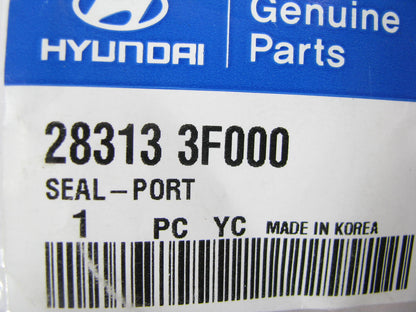 Genuine
HYUNDAI Parts
28313 3F000
SEAL-PORT
1 PC YC MADE IN KOREA